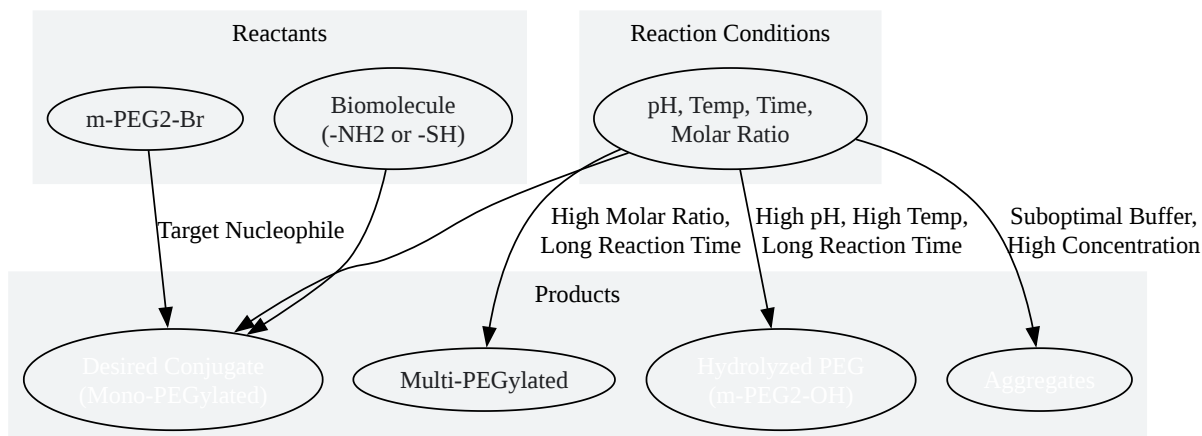 Reactants
Reaction Conditions
m-PEG2-Br
Biomolecule
(-NH2 or -SH)
pH, Temp, Time,
Molar Ratio
Target Nucleophile
High Molar Ratio,
Long Reaction Time
High pH, High Temp,
Long Reaction Time
Suboptimal Buffer,
High Concentration
Products
Desired Conjugate
(Mono-PEGylated)
Multi-PEGylated
Hydrolyzed PEG
(m-PEG2-OH)
Aggregates